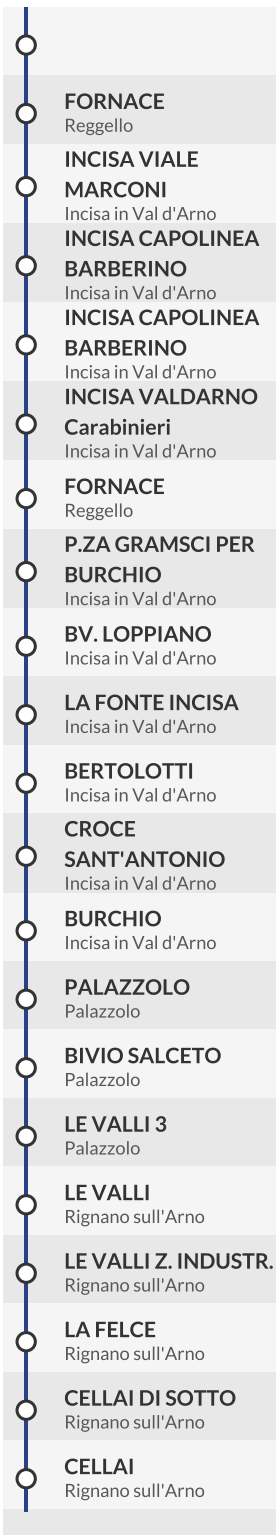 FORNACE
Reggello
INCISA VIALE
MARCONI
Incisa in Val d'Arno
INCISA CAPOLINEA
BARBERINO
Incisa in Val d'Arno
INCISA CAPOLINEA
BARBERINO
Incisa in Val d'Arno
INCISA VALDARNO
Carabinieri
Incisa in Val d'Arno
FORNACE
Reggello
P.ZA GRAMSCI PER
BURCHIO
Incisa in Val d'Arno
BV. LOPPIANO
Incisa in Val d'Arno
LA FONTE INCISA
Incisa in Val d'Arno
BERTOLOTTI
Incisa in Val d'Arno
CROCE
SANT'ANTONIO
Incisa in Val d'Arno
BURCHIO
Incisa in Val d'Arno
PALAZZOLO
Palazzolo
BIVIO SALCETO
Palazzolo
LE VALLI 3
Palazzolo
LE VALLI
Rignano sull'Arno
LE VALLI Z. INDUSTR.
Rignano sull'Arno
LA FELCE
Rignano sull'Arno
CELLAI DI SOTTO
Rignano sull'Arno
CELLAI
Rignano sull'Arno